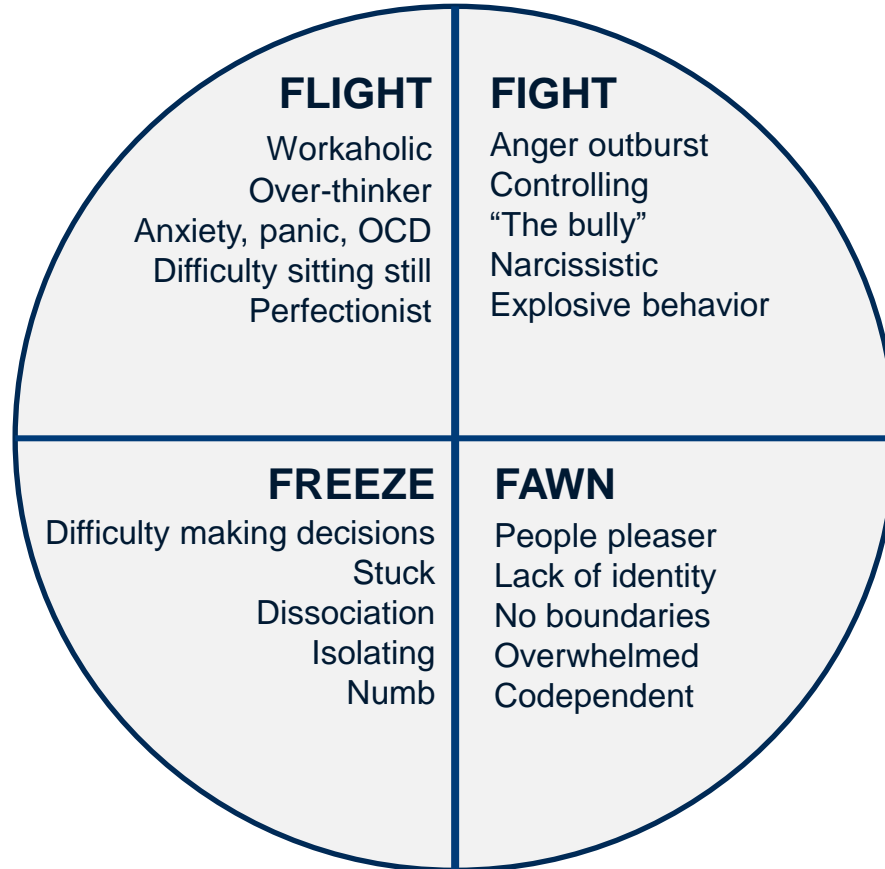 FLIGHT
Workaholic
Over-thinker
Anxiety, panic, OCD
Difficulty sitting still
Perfectionist
FIGHT
Anger outburst
Controlling
“The bully”
Narcissistic
Explosive behavior
FREEZE
Difficulty making decisions
Stuck
Dissociation
Isolating
Numb
FAWN
People pleaser
Lack of identity
No boundaries
Overwhelmed
Codependent